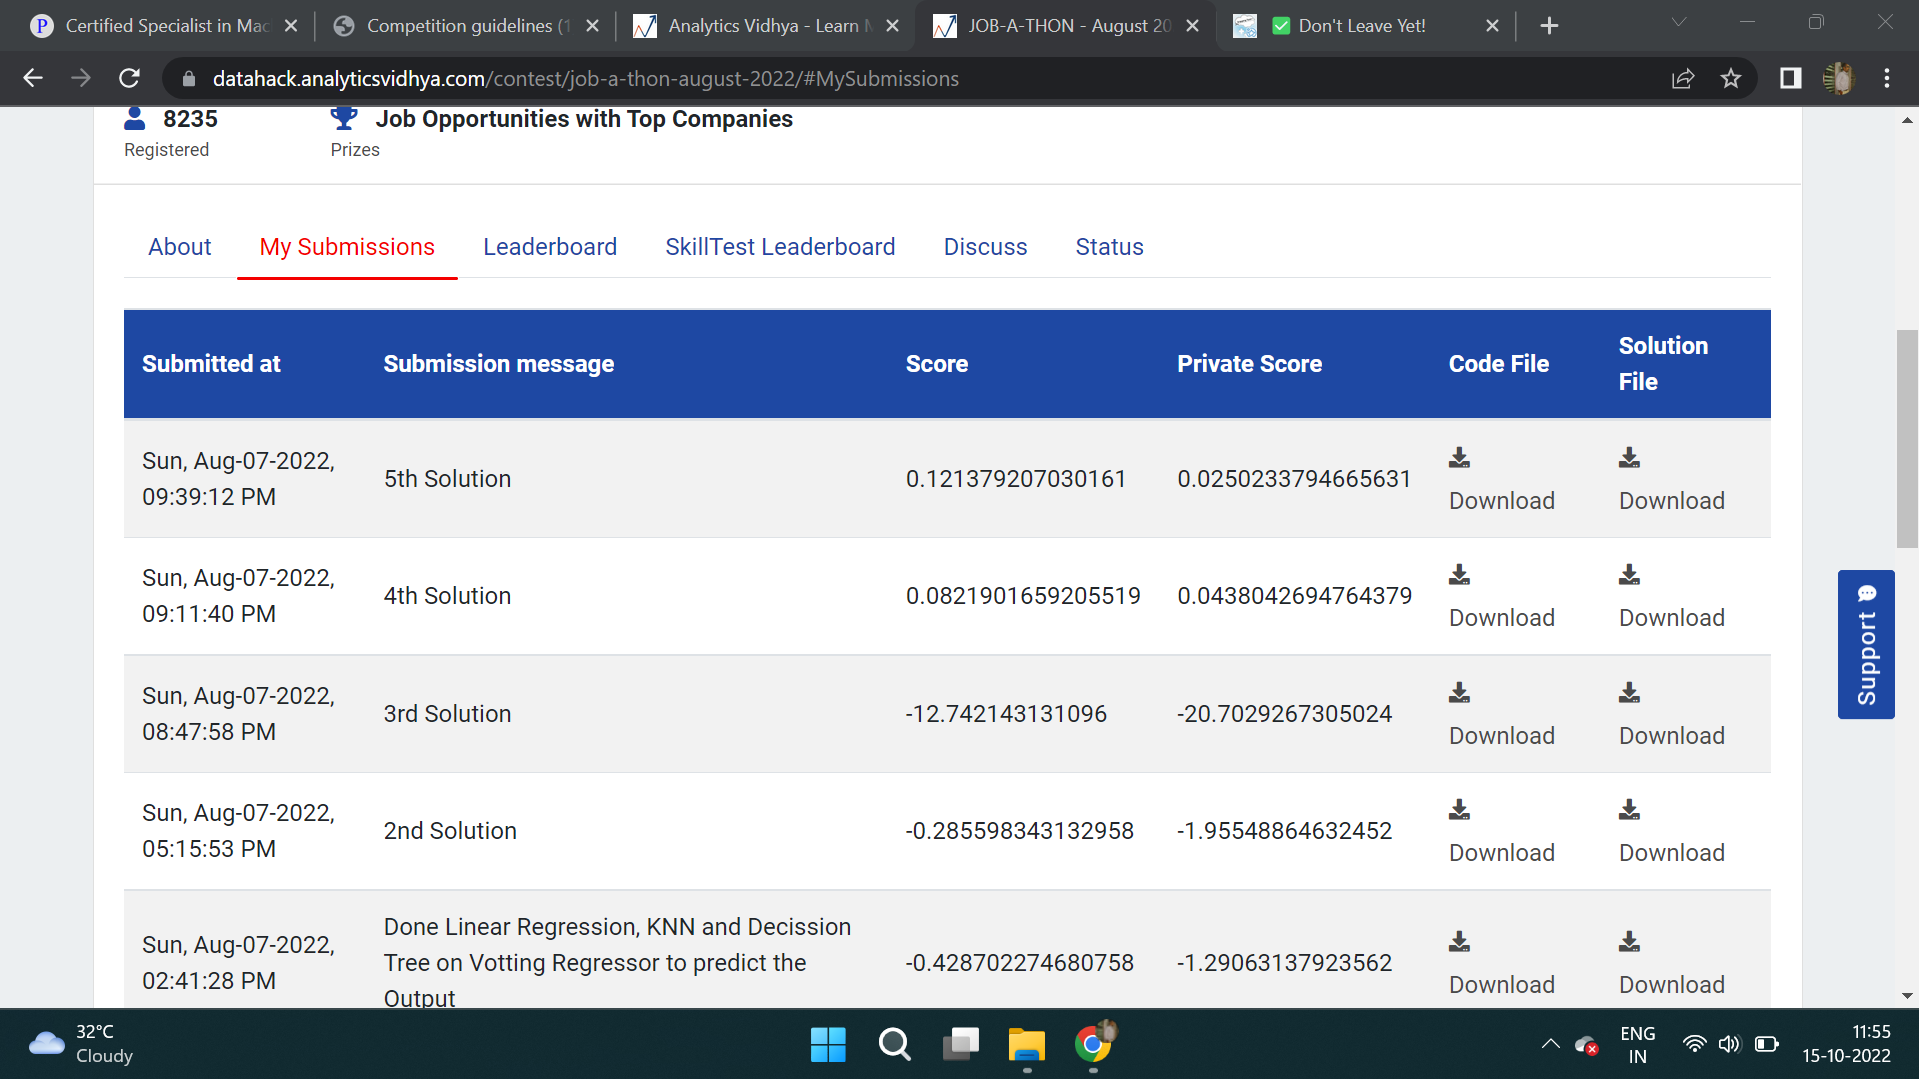 Certified Specialist in Mac
Competition guidelines (1
Analytics Vidhya - Learn M
JOB-A-THON - August 20
✅ Don't Leave Yet!
datahack.analyticsvidhya.com/contest/job-a-thon-august-2022/#MySubmissions
8235
Job Opportunities with Top Companies
Registered
Prizes
About
My Submissions
Leaderboard
SkillTest Leaderboard
Discuss
Status
Submitted at
Submission message
Score
Private Score
Code File
Solution
File
Sun, Aug-07-2022,
09:39:12 PM
5th Solution
0.121379207030161
0.0250233794665631
Download
Download
Sun, Aug-07-2022,
09:11:40 PM
4th Solution
0.0821901659205519
0.0438042694764379
Download
Download
Sun, Aug-07-2022,
08:47:58 PM
3rd Solution
-12.742143131096
-20.7029267305024
Download
Download
Sun, Aug-07-2022,
05:15:53 PM
2nd Solution
-0.285598343132958
-1.95548864632452
Download
Download
Sun, Aug-07-2022,
02:41:28 PM
Done Linear Regression, KNN and Decission
Tree on Votting Regressor to predict the
Output
-0.428702274680758
-1.29063137923562
Download
Download
Support
32°C
Cloudy
ENG
IN
11:55
15-10-2022